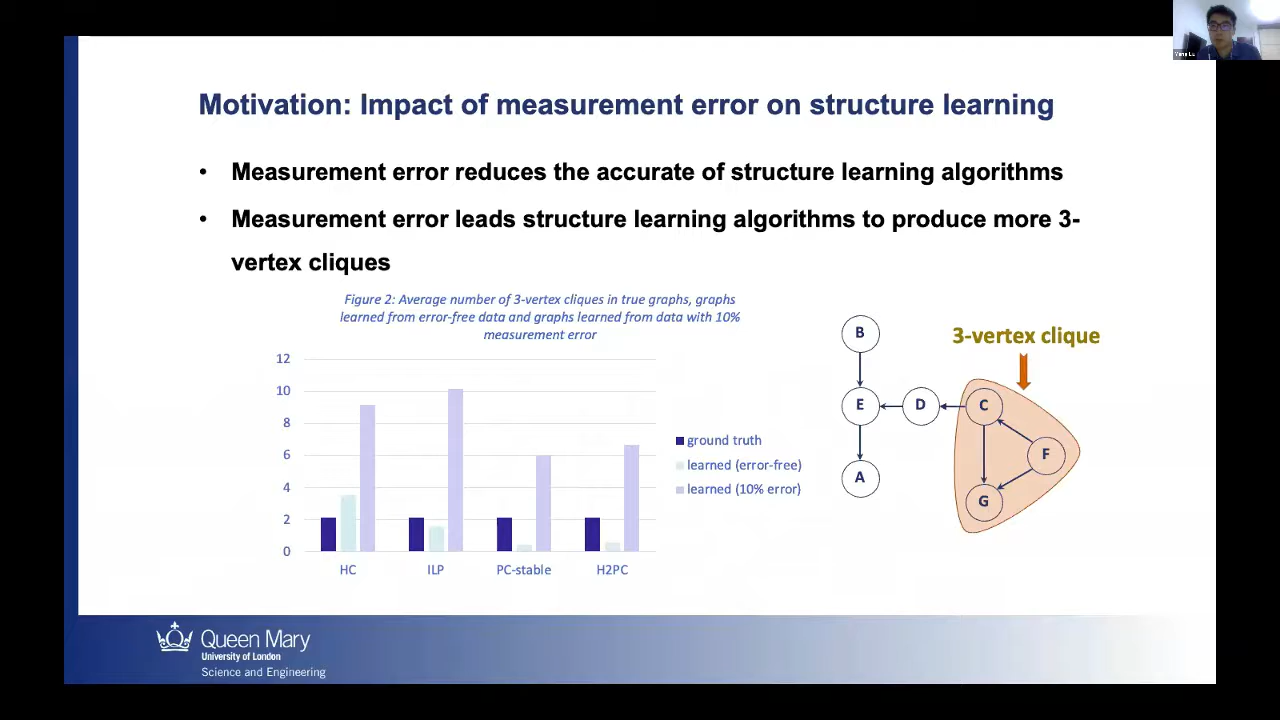 Motivation: Impact of measurement error on structure learning
• Measurement error reduces the accurate of structure learning algorithms
• Measurement error leads structure learning algorithms to produce more 3-
vertex cliques
Figure 2: Average number of 3-vertex cliques in true graphs, graphs
learned from error-free data and graphs learned from data with 10%
measurement error
12
10
8
6
4
2
0
HC
ILP
PC-stable
H2PC
ground truth
learned (error-free)
learned (10% error)
3-vertex clique
B
E
D
C
F
A
G
Queen Mary
University of London
Science and Engineering